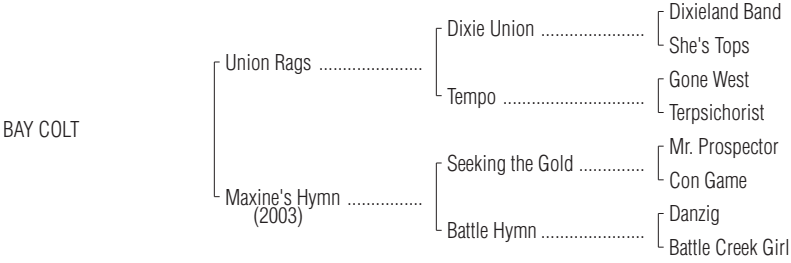 Dixieland Band
Dixie Union ......................
She's Tops
Union Rags ......................
Gone West
Tempo ..............................
Terpsichorist
BAY COLT
Mr. Prospector
Seeking the Gold ..............
Con Game
Maxine's Hymn ................
(2003)
Danzig
Battle Hymn ......................
Battle Creek Girl